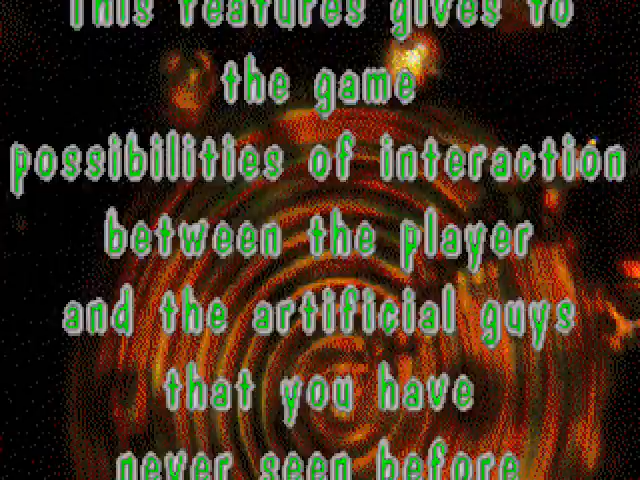 This features gives to
the game
possibilities of interaction
between the player
and the artificial guys
that you have
never seen before